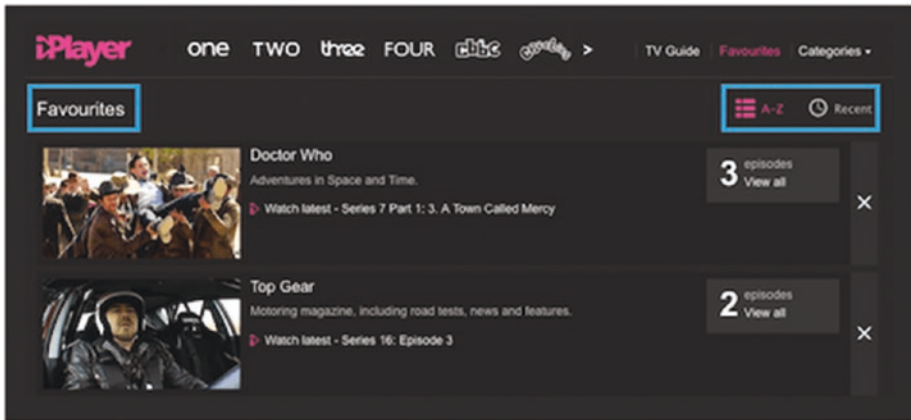 iPlayer one TWO three FOUR cbbc cbeebies > TV Guide Favourites Categories
Favourites A-Z Recent
Doctor Who
Adventures in Space and Time.
Watch latest - Series 7 Part 1: 3. A Town Called Mercy
3 episodes
View all
Top Gear
Motoring magazine, including road tests, news and features.
Watch latest - Series 16: Episode 3
2 episodes
View all